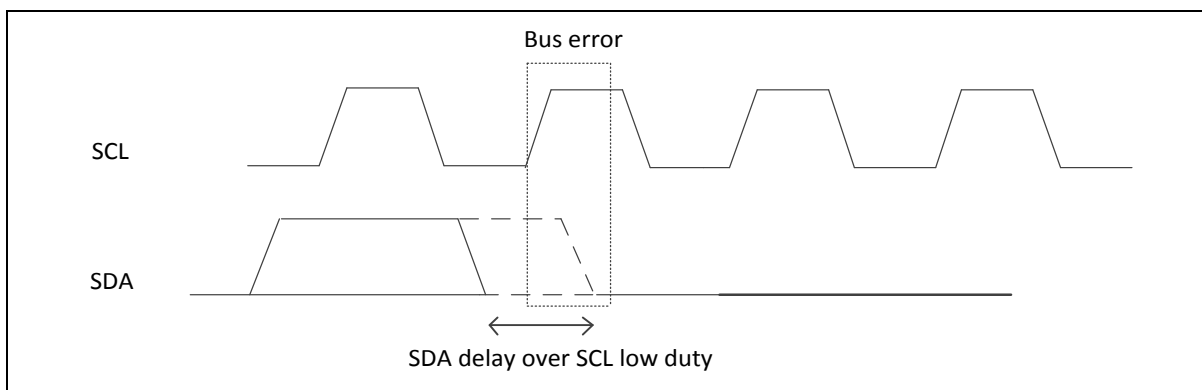 Bus error
SCL
SDA
SDA delay over SCL low duty